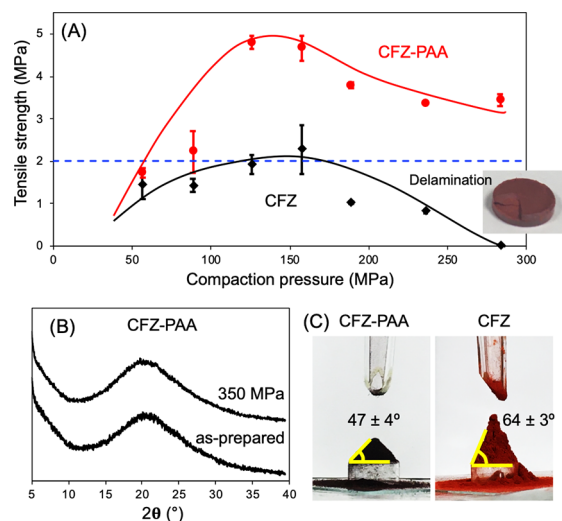 (A)
CFZ-PAA
CFZ
Delamination
Tensile strength (MPa)
5
4
3
2
1
0
0 50 100 150 200 250 300
Compaction pressure (MPa)
(B)
CFZ-PAA
350 MPa
as-prepared
5 10 15 20 25 30 35 40
2θ (°)
(C)
CFZ-PAA CFZ
47 ± 4º
64 ± 3º